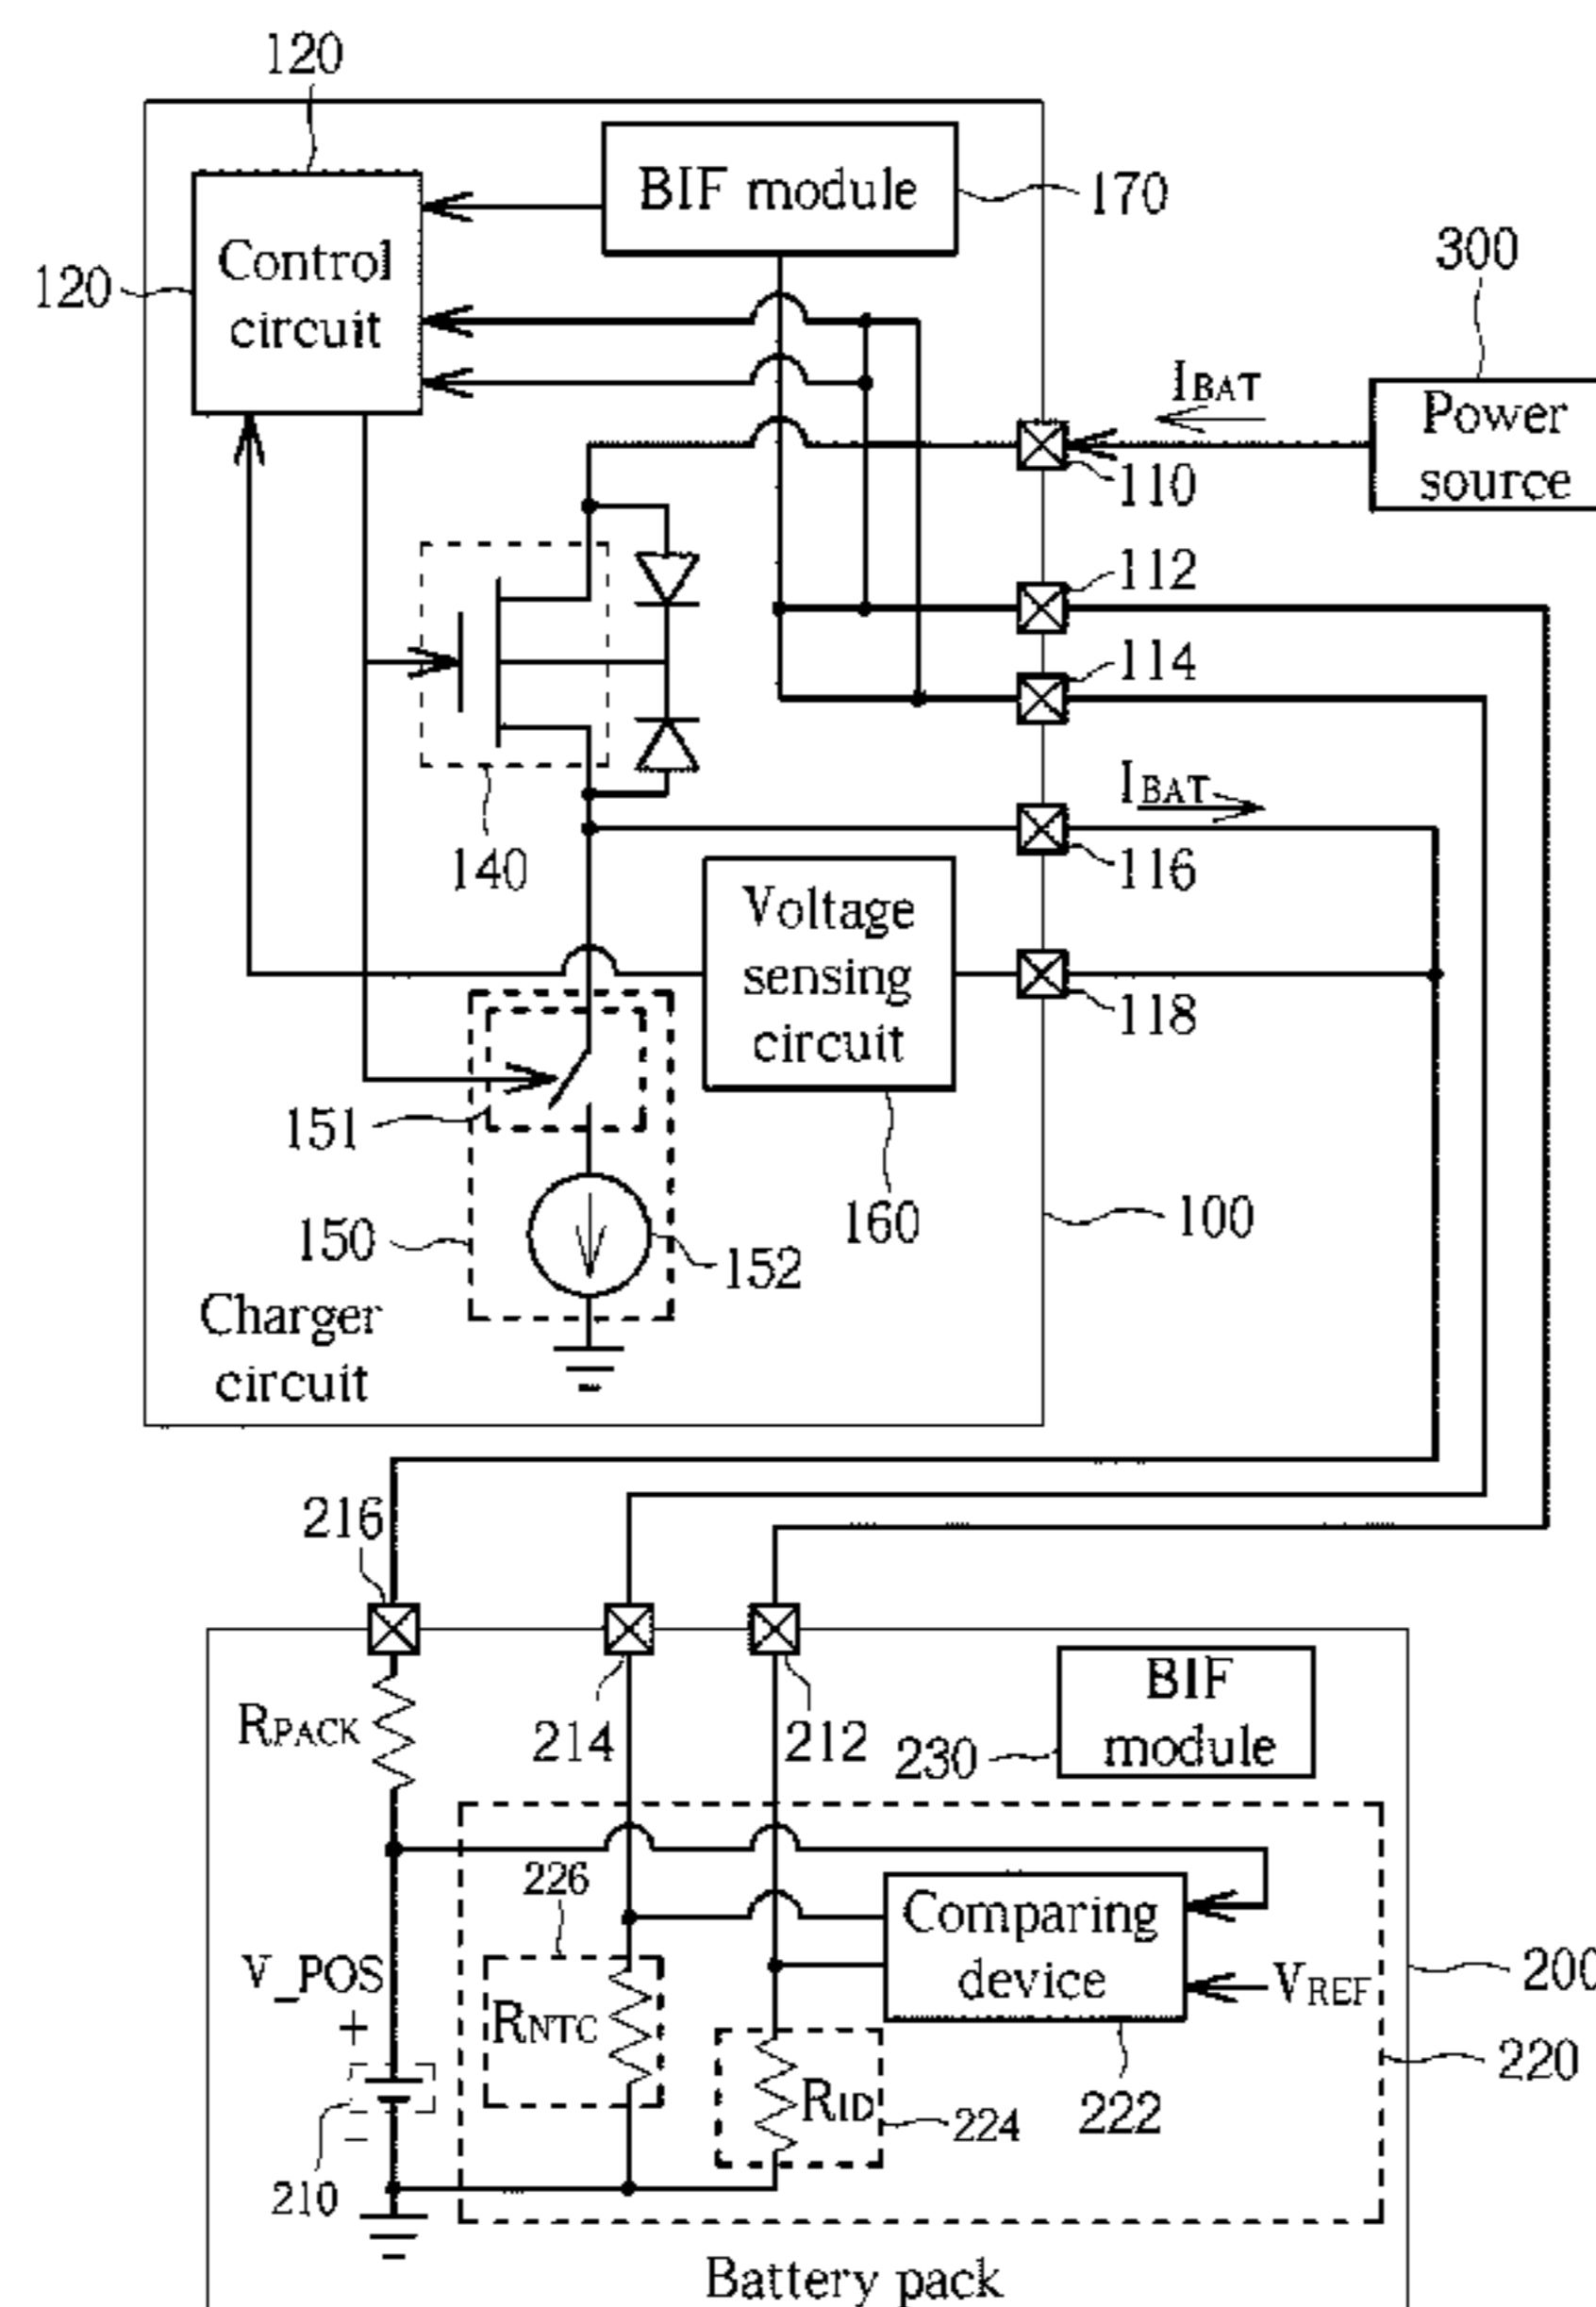 120
BIF module
170
120
Control
circuit
300
Power
source
IBAT
110
112
114
IBAT
116
140
Voltage
sensing
circuit
118
151
160
100
150
152
Charger
circuit
216
RPACK
214
212
230
BIF
module
226
Comparing
device
VREF
200
V_POS
+
RNTC
RID
220
222
224
210
−
Battery pack